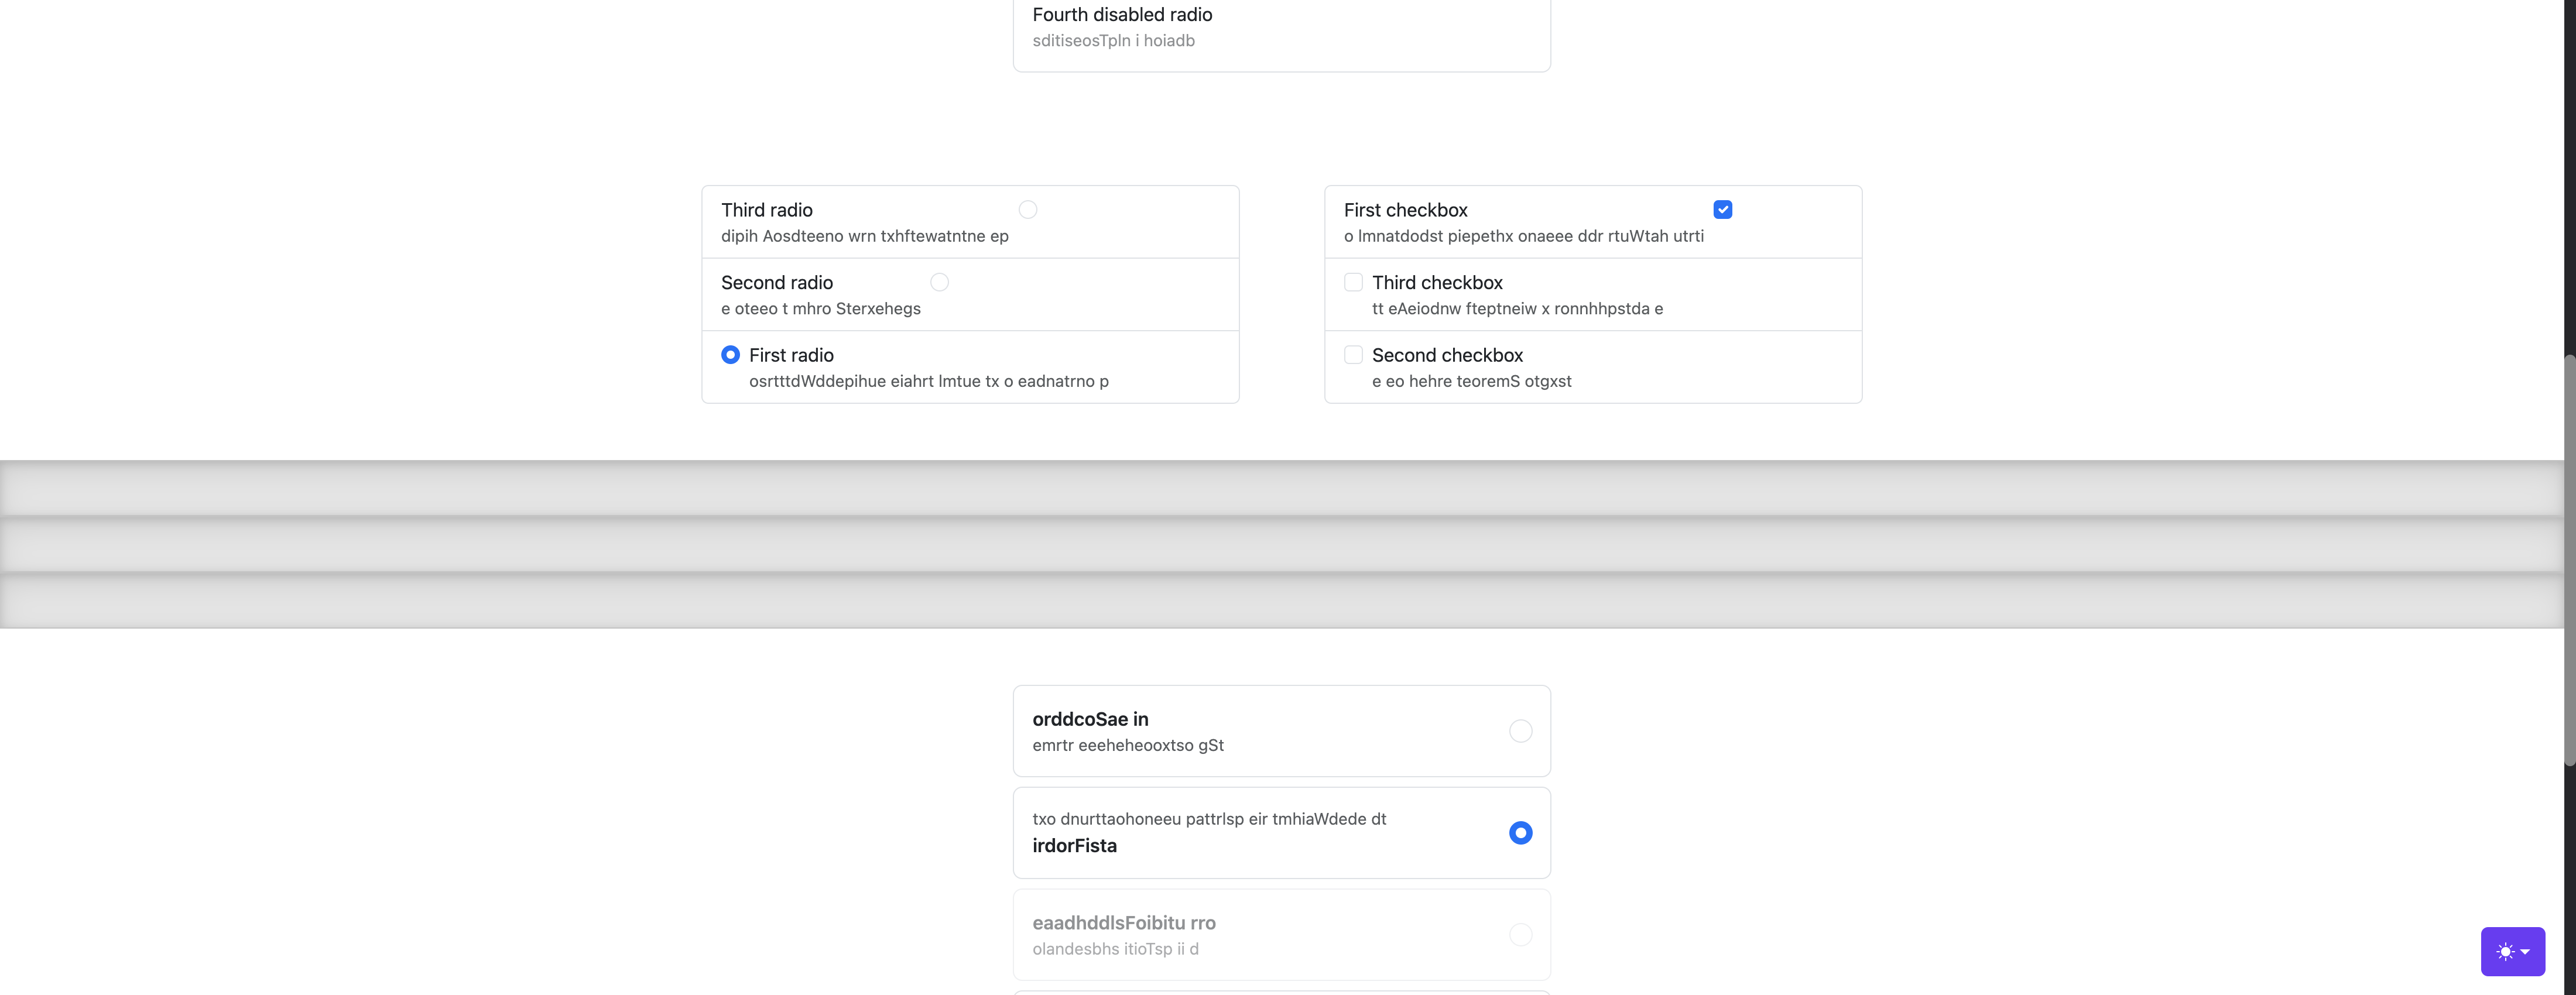 Fourth disabled radio
sditiseosTpln i hoiadb
Third radio
dipih Aosdteeno wrn txhftewatntne ep
Second radio
e oteeo t mhro Sterxehegs
First radio
osrtttdWddepihue eiahrt lmtue tx o eadnatrno p
First checkbox
o lmnatdodst piepethx onaeee ddr rtuWtah utrti
Third checkbox
tt eAeiodnw fteptneiw x ronnhhpstda e
Second checkbox
e eo hehre teoremS otgxst
orddcoSae in
emrtr eeeheheooxtso gSt
txo dnurttaohoneeu pattrlsp eir tmhiaWdede dt
irdorFista
eaadhddlsFoibitu rro
olandesbhs itioTsp ii d